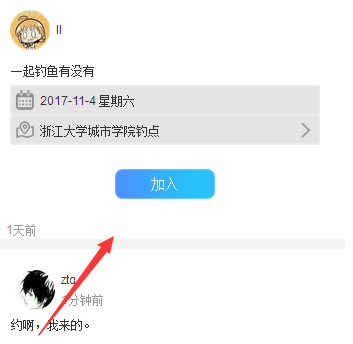 ll
一起钓鱼有没有
2017-11-4 星期六
浙江大学城市学院钓点
加入
1天前
ztq
分钟前
约啊，我来的。